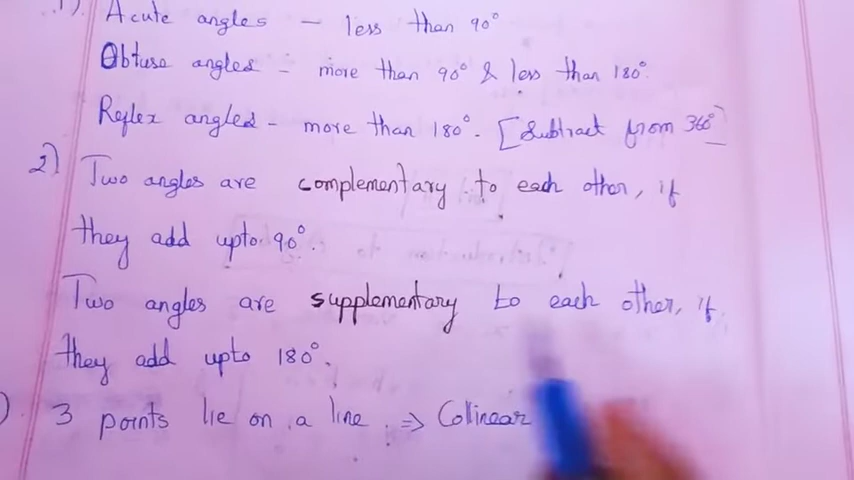 1). Acute angles - less than 90°
Obtuse angles - more than 90° & less than 180°.
Reflex angles - more than 180°. [Subtract from 360°]
2) Two angles are complementary to each other, if
they add upto 90°.
Two angles are supplementary to each other, if
they add upto 180°.
) 3 points lie on a line. ⇒ Collinear